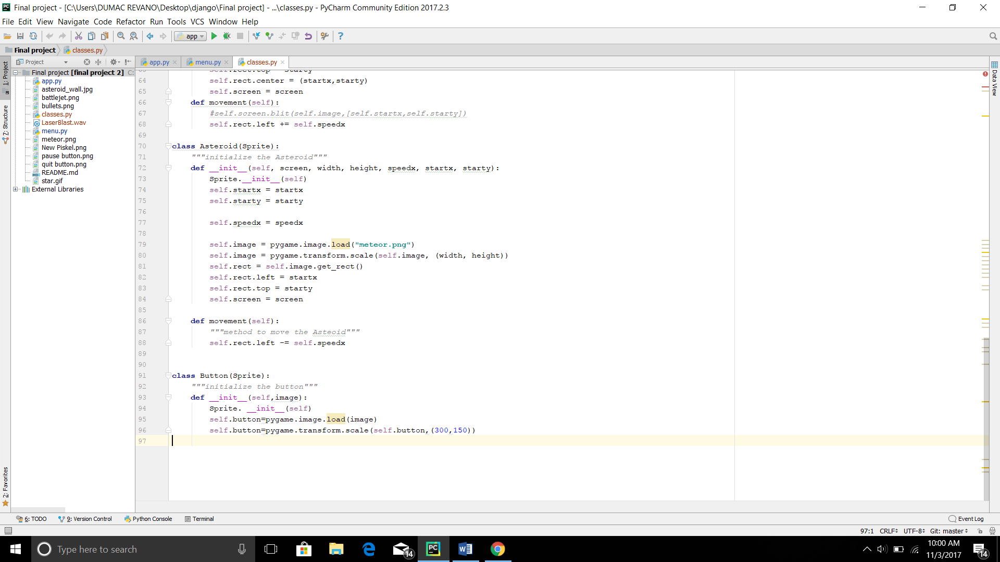 Final project - [C:\Users\DUMAC REVANO\Desktop\django\Final project] - ...\classes.py - PyCharm Community Edition 2017.2.3
File Edit View Navigate Code Refactor Run Tools VCS Window Help
app
Final project classes.py
Project
app.py menu.py classes.py
1: Project
Z: Structure
2: Favorites
Data View
Final project [final project 2] C:
app.py
asteroid_wall.jpg
battlejet.png
bullets.png
classes.py
LaserBlast.wav
menu.py
meteor.png
New Piskel.png
pause button.png
quit button.png
README.md
star.gif
External Libraries
64 self.rect.center = (startx,starty)
65 self.screen = screen
66 def movement(self):
67 #self.screen.blit(self.image,[self.startx,self.starty])
68 self.rect.left += self.speedx
69
70 class Asteroid(Sprite):
71 """initialize the Asteroid"""
72 def __init__(self, screen, width, height, speedx, startx, starty):
73 Sprite.__init__(self)
74 self.startx = startx
75 self.starty = starty
76
77 self.speedx = speedx
78
79 self.image = pygame.image.load("meteor.png")
80 self.image = pygame.transform.scale(self.image, (width, height))
81 self.rect = self.image.get_rect()
82 self.rect.left = startx
83 self.rect.top = starty
84 self.screen = screen
85
86 def movement(self):
87 """method to move the Asteoid"""
88 self.rect.left -= self.speedx
89
90
91 class Button(Sprite):
92 """initialize the button"""
93 def __init__(self,image):
94 Sprite. __init__(self)
95 self.button=pygame.image.load(image)
96 self.button=pygame.transform.scale(self.button,(300,150))
97
6: TODO 9: Version Control Python Console Terminal Event Log
97:1 CRLF UTF-8 Git: master
Type here to search
14
10:00 AM
11/3/2017
14